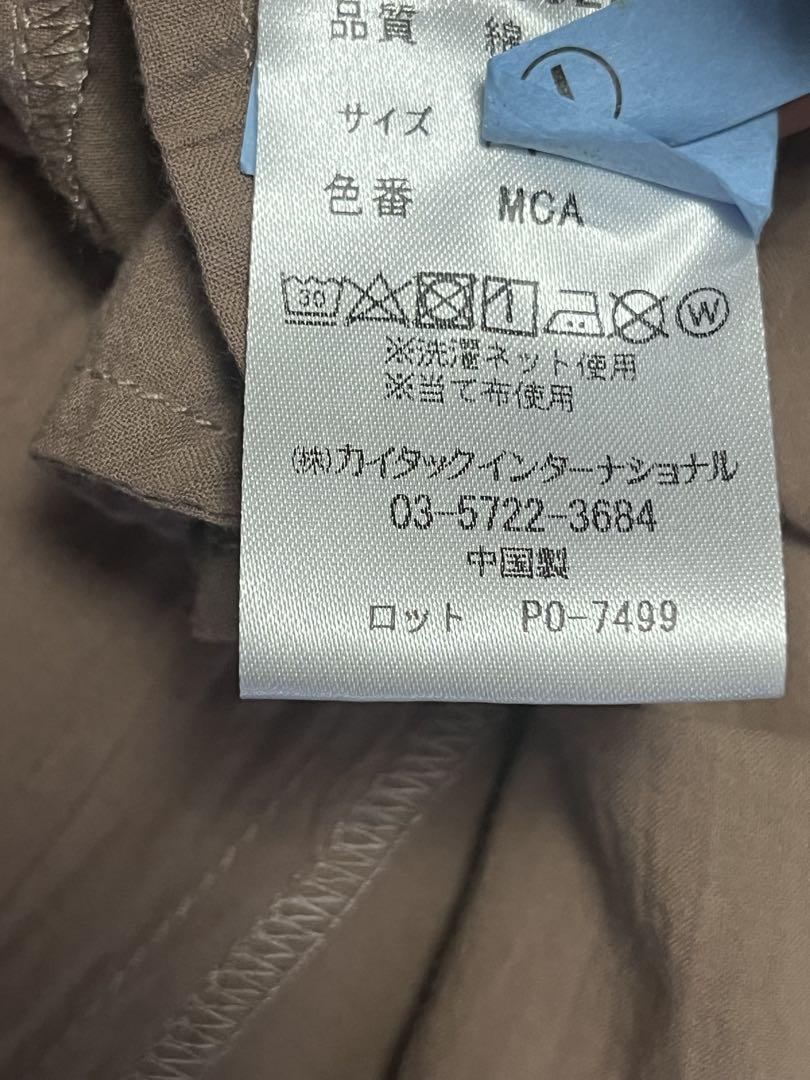 品質 綿
サイズ
色番 MCA
30 W
※洗濯ネット使用
※当て布使用
㈱カイタックインターナショナル
03-5722-3684
中国製
ロット PO-7499